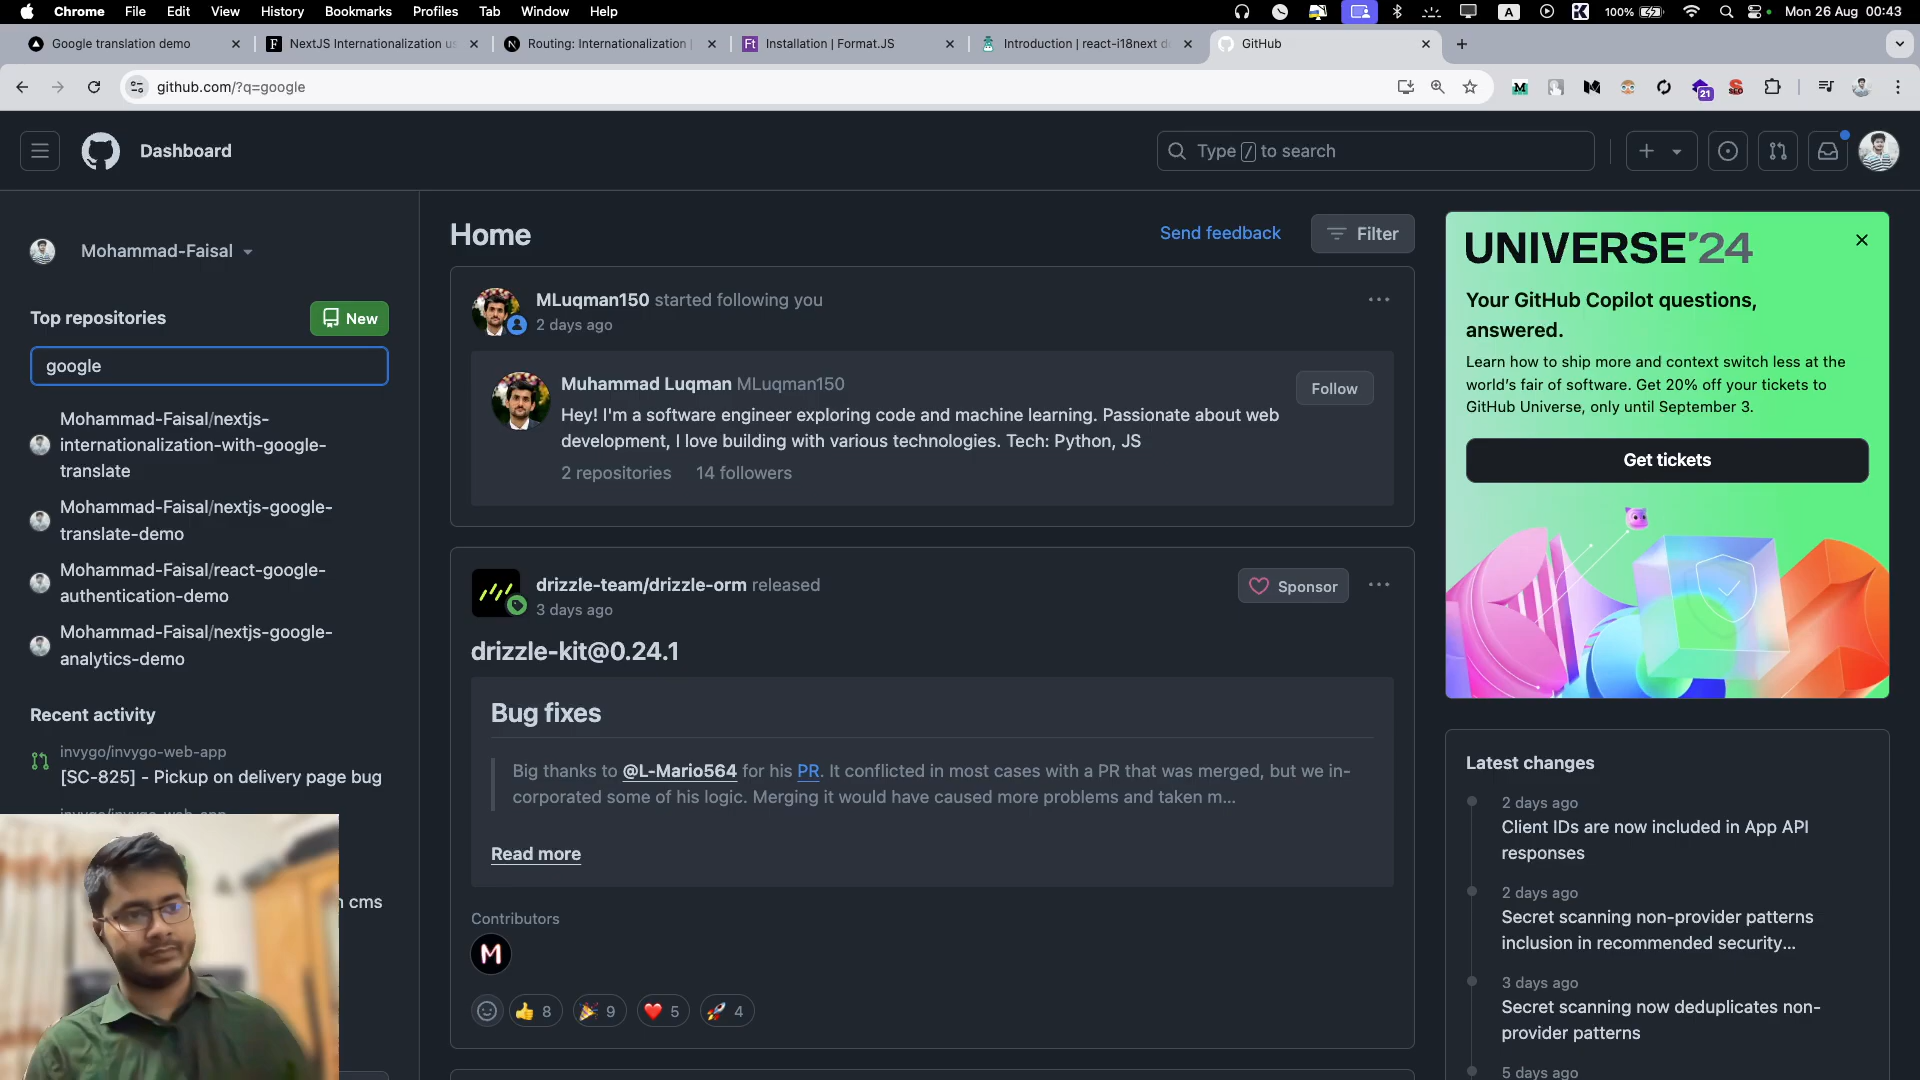 Chrome File Edit View History Bookmarks Profiles Tab Window Help A 100% Mon 26 Aug 00:43
Google translation demo NextJS Internationalization us Routing: Internationalization | Installation | Format.JS Introduction | react-i18next do GitHub
github.com/?q=google 21
Dashboard Type / to search
Mohammad-Faisal
Top repositories New
google
Mohammad-Faisal/nextjs-
internationalization-with-google-
translate
Mohammad-Faisal/nextjs-google-
translate-demo
Mohammad-Faisal/react-google-
authentication-demo
Mohammad-Faisal/nextjs-google-
analytics-demo
Recent activity
invygo/invygo-web-app
[SC-825] - Pickup on delivery page bug
cms
Home
Send feedback
Filter
MLuqman150 started following you
2 days ago
Muhammad Luqman MLuqman150
Follow
Hey! I'm a software engineer exploring code and machine learning. Passionate about web
development, I love building with various technologies. Tech: Python, JS
2 repositories 14 followers
drizzle-team/drizzle-orm released
3 days ago
Sponsor
drizzle-kit@0.24.1
Bug fixes
Big thanks to @L-Mario564 for his PR. It conflicted in most cases with a PR that was merged, but we in-
corporated some of his logic. Merging it would have caused more problems and taken m...
Read more
Contributors
M
8 9 5 4
UNIVERSE'24
Your GitHub Copilot questions,
answered.
Learn how to ship more and context switch less at the
world's fair of software. Get 20% off your tickets to
GitHub Universe, only until September 3.
Get tickets
Latest changes
2 days ago
Client IDs are now included in App API
responses
2 days ago
Secret scanning non-provider patterns
inclusion in recommended security...
3 days ago
Secret scanning now deduplicates non-
provider patterns
5 days ago